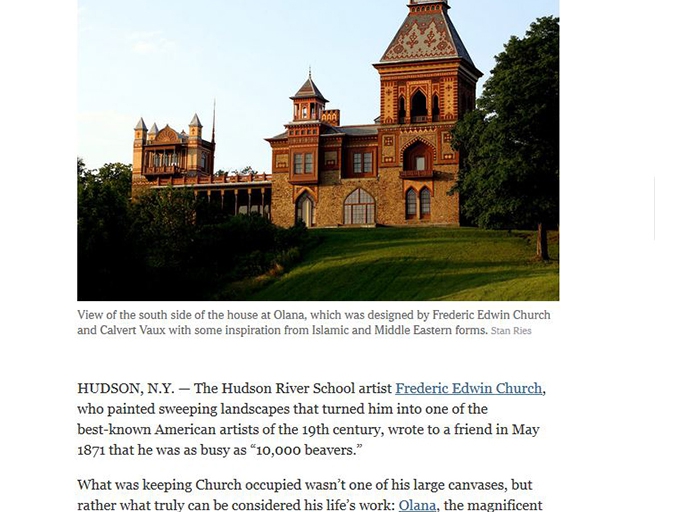 View of the south side of the house at Olana, which was designed by Frederic Edwin Church
and Calvert Vaux with some inspiration from Islamic and Middle Eastern forms. Stan Ries
HUDSON, N.Y. — The Hudson River School artist Frederic Edwin Church,
who painted sweeping landscapes that turned him into one of the
best-known American artists of the 19th century, wrote to a friend in May
1871 that he was as busy as “10,000 beavers.”
What was keeping Church occupied wasn’t one of his large canvases, but
rather what truly can be considered his life’s work: Olana, the magnificent